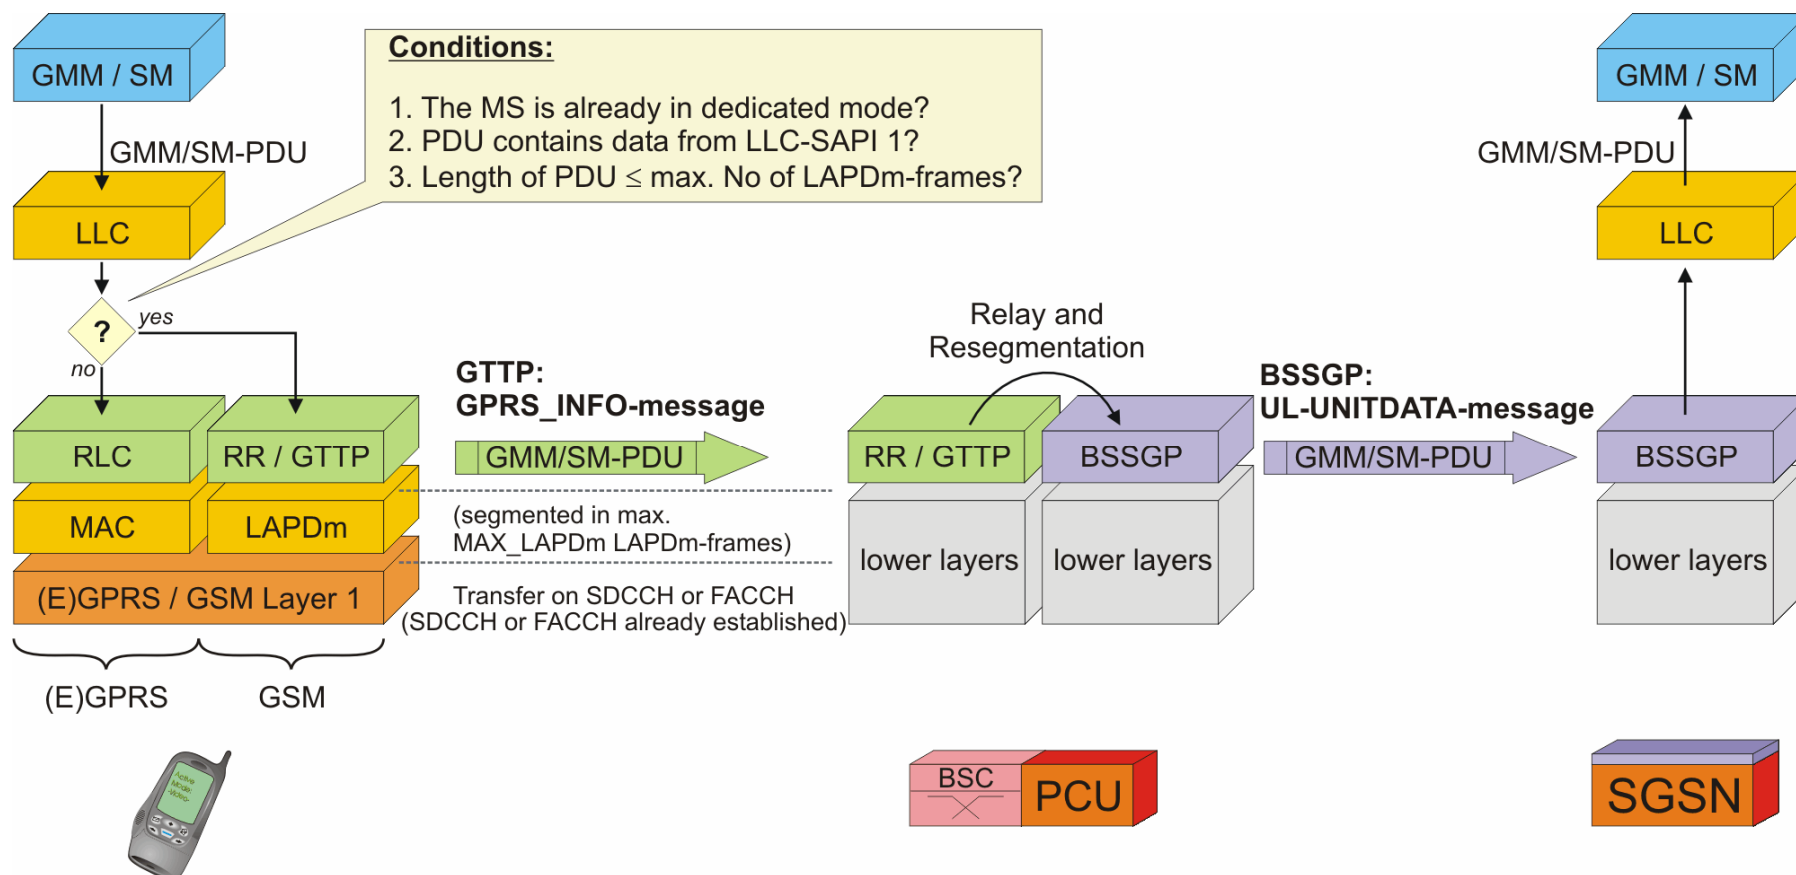 GMM / SM
GMM/SM-PDU
LLC
?
yes
no
RLC
RR / GTTP
MAC
LAPDm
(E)GPRS / GSM Layer 1
(E)GPRS
GSM
Conditions:
1. The MS is already in dedicated mode?
2. PDU contains data from LLC-SAPI 1?
3. Length of PDU ≤ max. No of LAPDm-frames?
GTTP:
GPRS_INFO-message
GMM/SM-PDU
(segmented in max.
MAX_LAPDm LAPDm-frames)
Transfer on SDCCH or FACCH
(SDCCH or FACCH already established)
Relay and
Resegmentation
RR / GTTP
BSSGP
lower layers
lower layers
BSSGP:
UL-UNITDATA-message
GMM/SM-PDU
GMM / SM
GMM/SM-PDU
LLC
BSSGP
lower layers
Active
Mode:
-Video-
BSC
PCU
SGSN